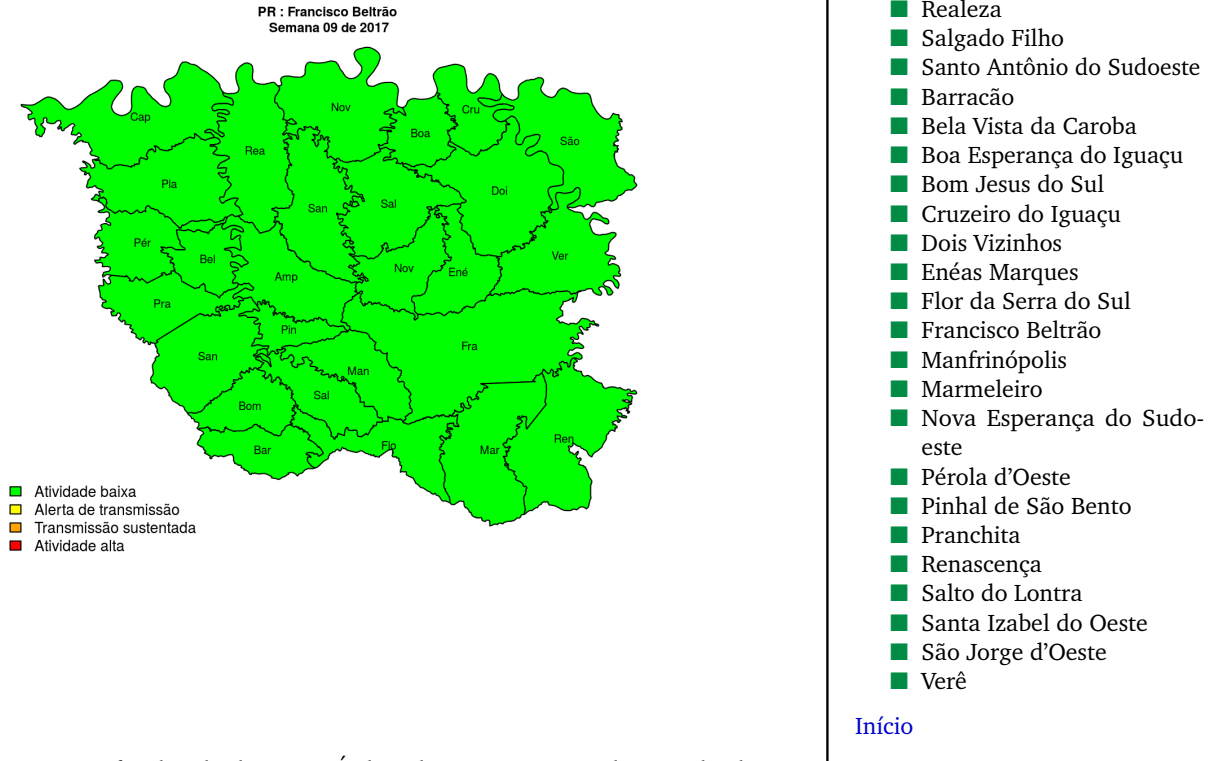 PR : Francisco Beltrão
Semana 09 de 2017
Cap
Nov
Cru
Boa
São
Rea
Pla
Doi
San
Sal
Pér
Bel
Nov
Ené
Ver
Amp
Pra
Pin
Fra
San
Man
Sal
Bom
Flo
Bar
Mar
Ren
Atividade baixa
Alerta de transmissão
Transmissão sustentada
Atividade alta
Realeza
Salgado Filho
Santo Antônio do Sudoeste
Barracão
Bela Vista da Caroba
Boa Esperança do Iguaçu
Bom Jesus do Sul
Cruzeiro do Iguaçu
Dois Vizinhos
Enéas Marques
Flor da Serra do Sul
Francisco Beltrão
Manfrinópolis
Marmeleiro
Nova Esperança do Sudo-
este
Pérola d’Oeste
Pinhal de São Bento
Pranchita
Renascença
Salto do Lontra
Santa Izabel do Oeste
São Jorge d’Oeste
Verê
Início